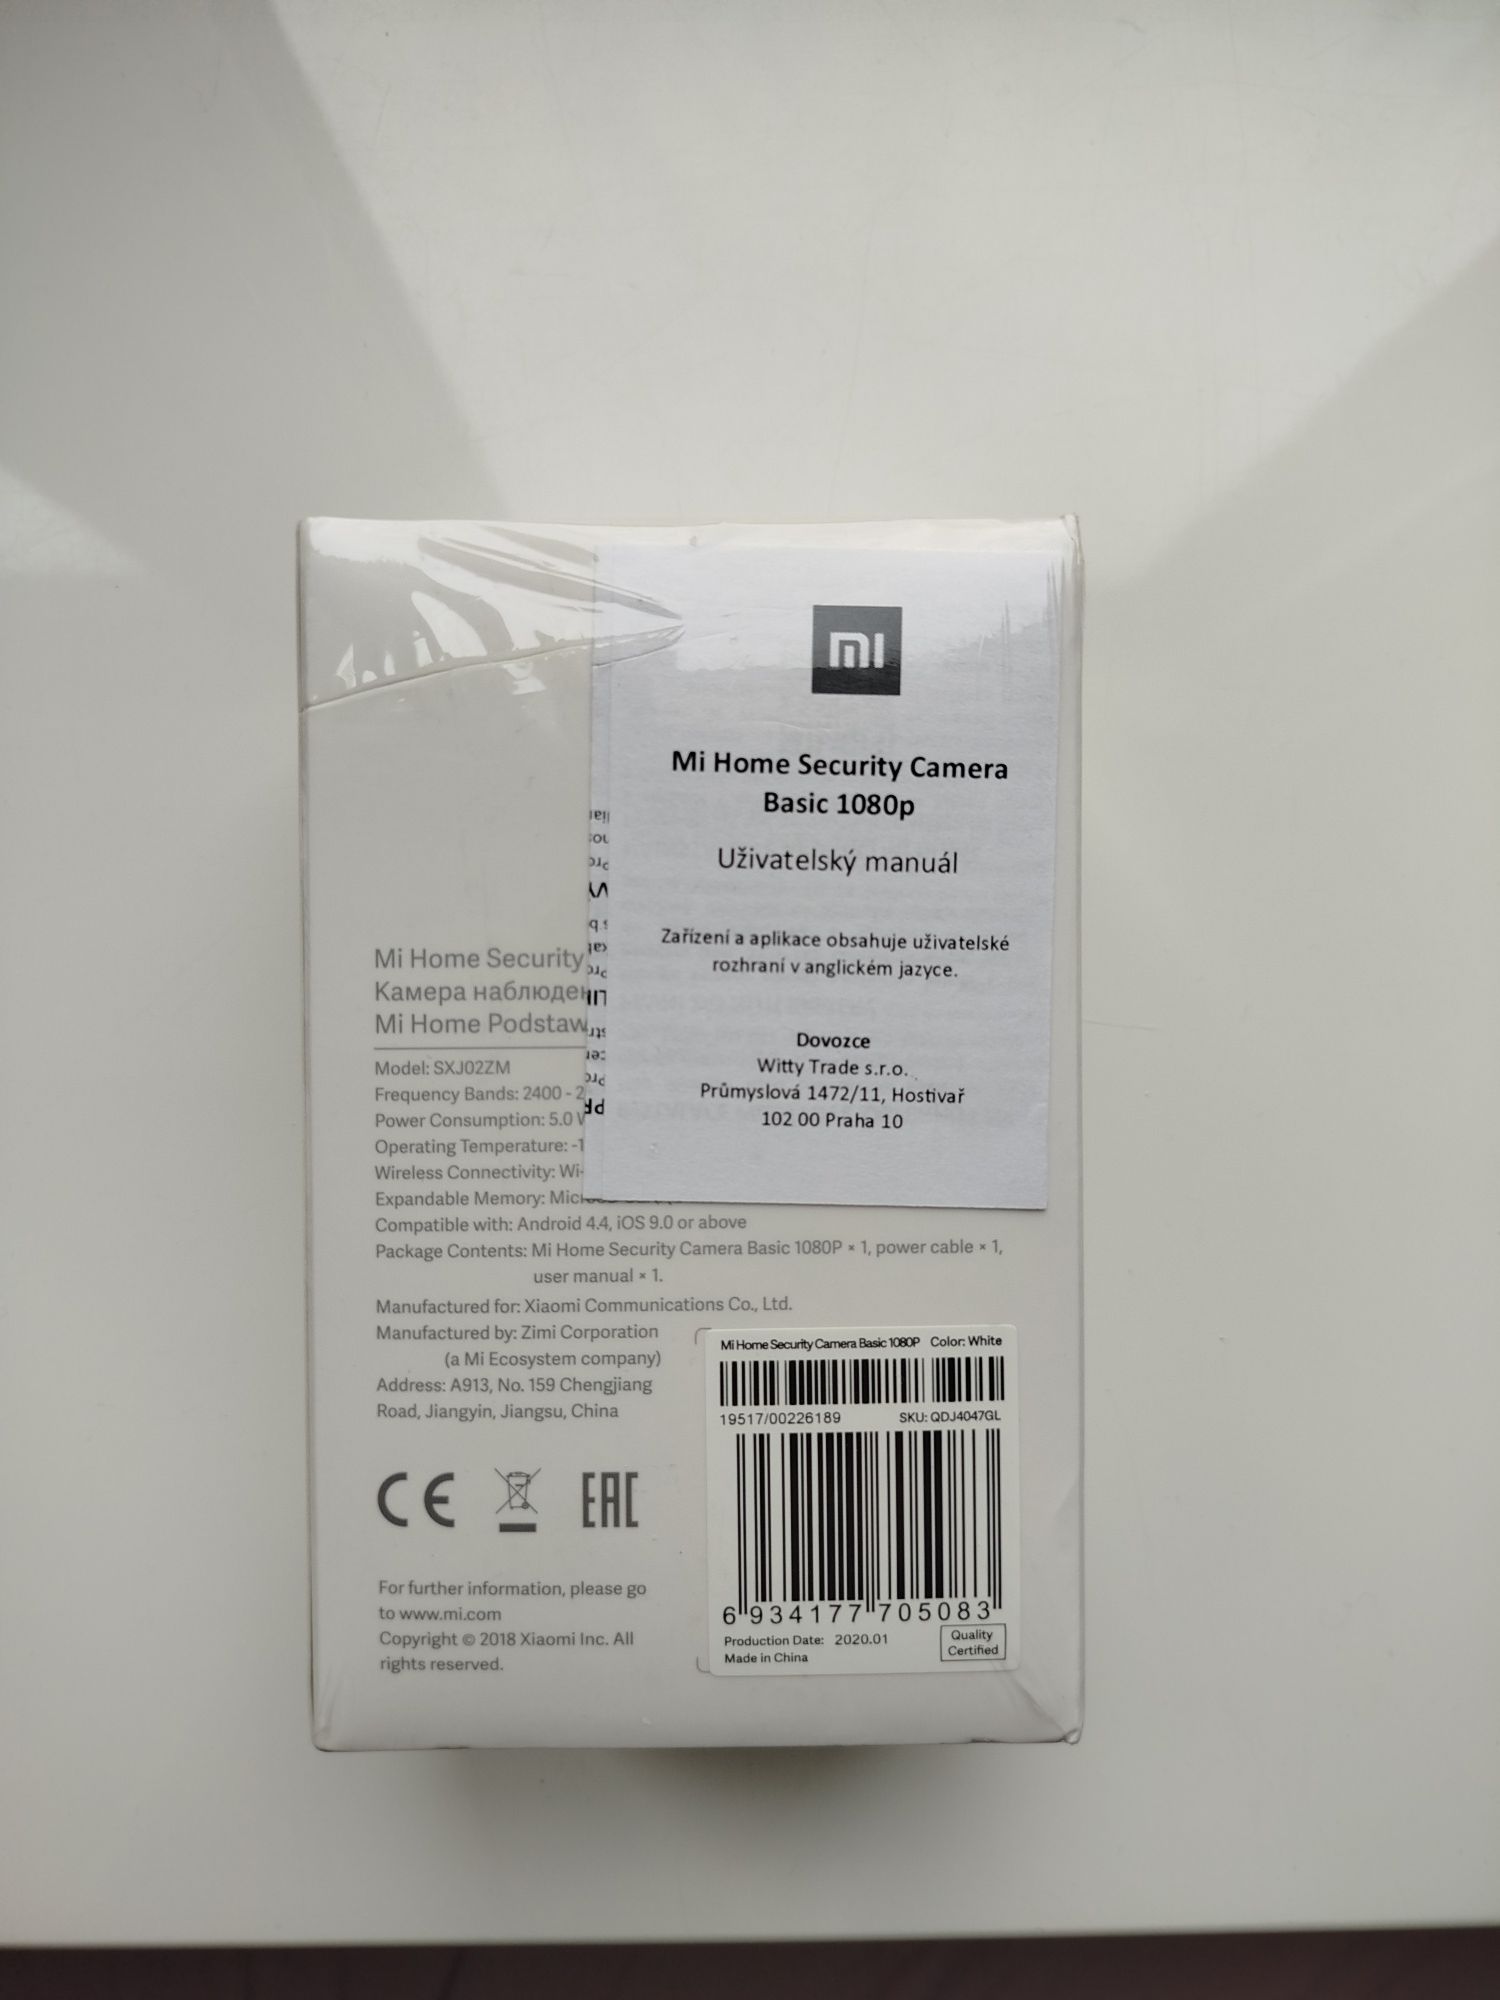 mi
Mi Home Security Camera
Basic 1080p
Uživatelský manuál
Zařízení a aplikace obsahuje uživatelské
rozhraní v anglickém jazyce.
Dovozce
Witty Trade s.r.o.
Průmyslová 1472/11, Hostivař
102 00 Praha 10
Mi Home Security
Камера
Mi Home
Model: SXJ02ZM
Frequency Bands: 2400 -
Power Consumption: 5.0
Operating Temperature:
Wireless Connectivity:
Expandable Memory:
Compatible with: Android 4.4, iOS 9.0 or above
Package Contents: Mi Home Security Camera Basic 1080P × 1, power cable × 1,
user manual × 1.
Manufactured for: Xiaomi Communications Co., Ltd.
Manufactured by: Zimi Corporation
(a Mi Ecosystem company)
Address: A913, No. 159 Chengjiang
Road, Jiangyin, Jiangsu, China
CE EAC
For further information, please go
to www.mi.com
Copyright © 2018 Xiaomi Inc. All
rights reserved.
Mi Home Security Camera Basic 1080P Color: White
19517/00226189 SKU: QDJ4047GL
6 934177 705083
Production Date: 2020.01
Made in China
Quality
Certified